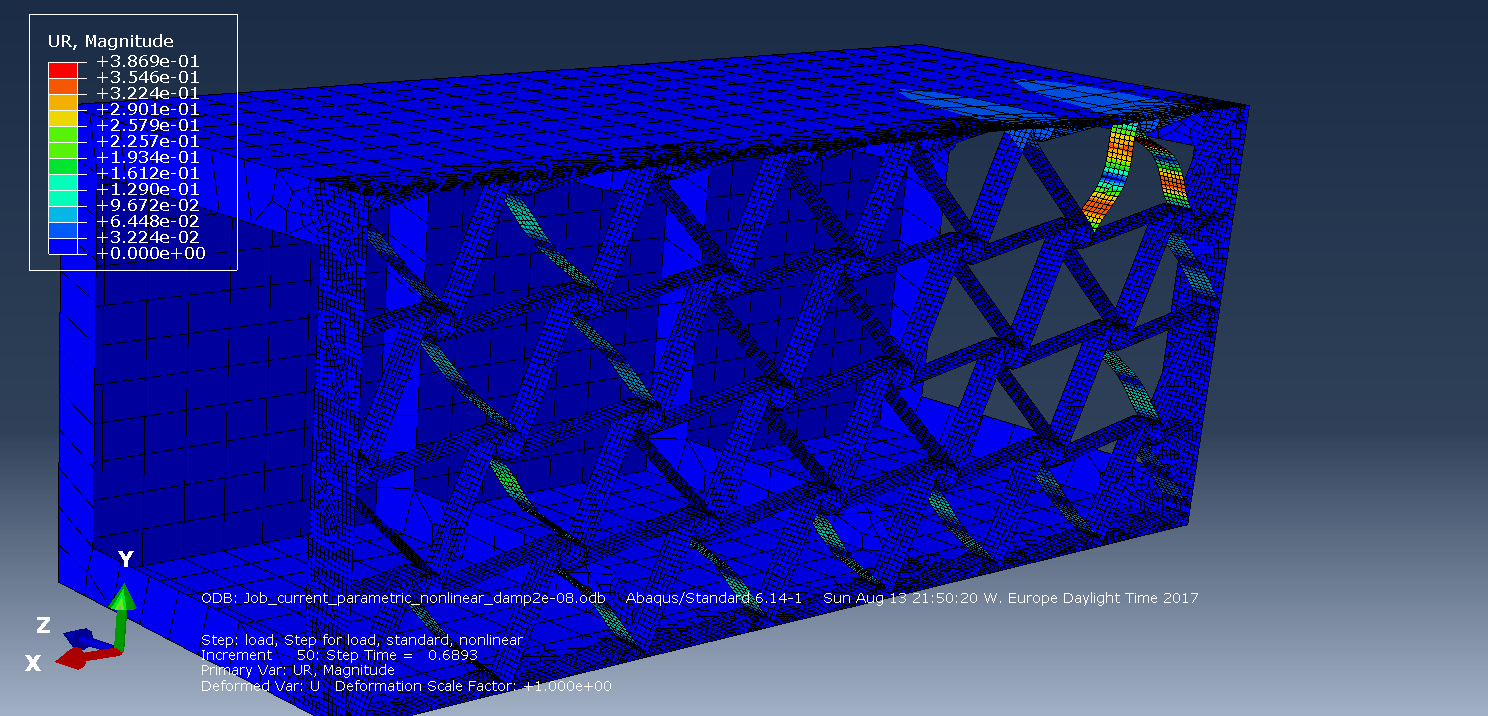 UR, Magnitude
+3.869e-01
+3.546e-01
+3.224e-01
+2.901e-01
+2.579e-01
+2.257e-01
+1.934e-01
+1.612e-01
+1.290e-01
+9.672e-02
+6.448e-02
+3.224e-02
+0.000e+00
Y
Z
X
ODB: Job_current_parametric_nonlinear_damp2e-08.odb Abaqus/Standard 6.14-1 Sun Aug 13 21:50:20 W. Europe Daylight Time 2017
Step: load, Step for load, standard, nonlinear
Increment 50: Step Time = 0.6893
Primary Var: UR, Magnitude
Deformed Var: U Deformation Scale Factor: +1.000e+00